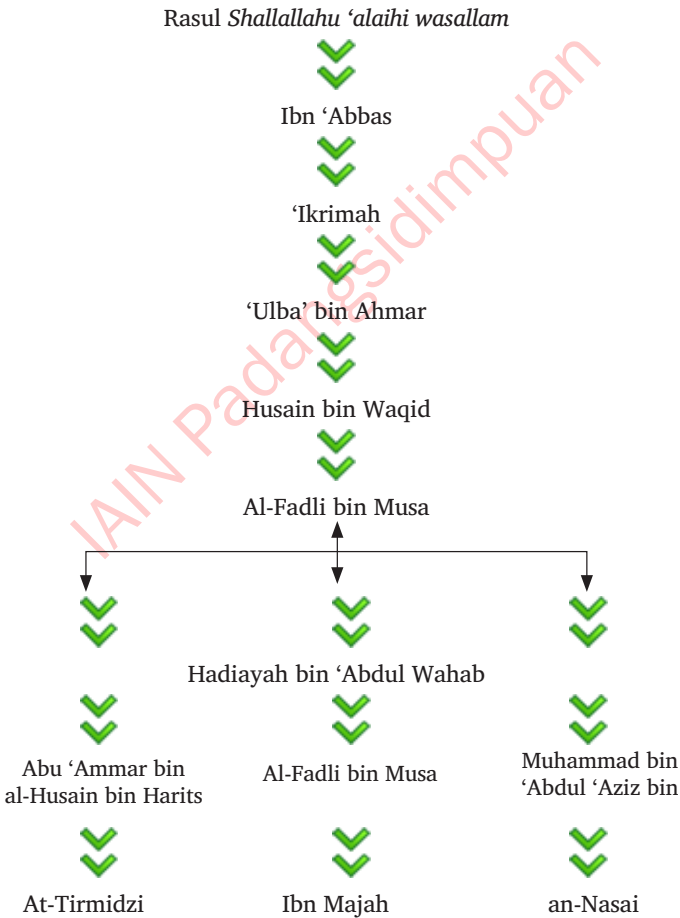 Rasul Shallallahu ‘alaihi wasallam
Ibn ‘Abbas
‘Ikrimah
‘Ulba’ bin Ahmar
Husain bin Waqid
Al-Fadli bin Musa
Hadiayah bin ‘Abdul Wahab
Abu ‘Ammar bin
al-Husain bin Harits
Al-Fadli bin Musa
Muhammad bin
‘Abdul ‘Aziz bin
At-Tirmidzi
Ibn Majah
an-Nasai
IAIN Padangsidimpuan